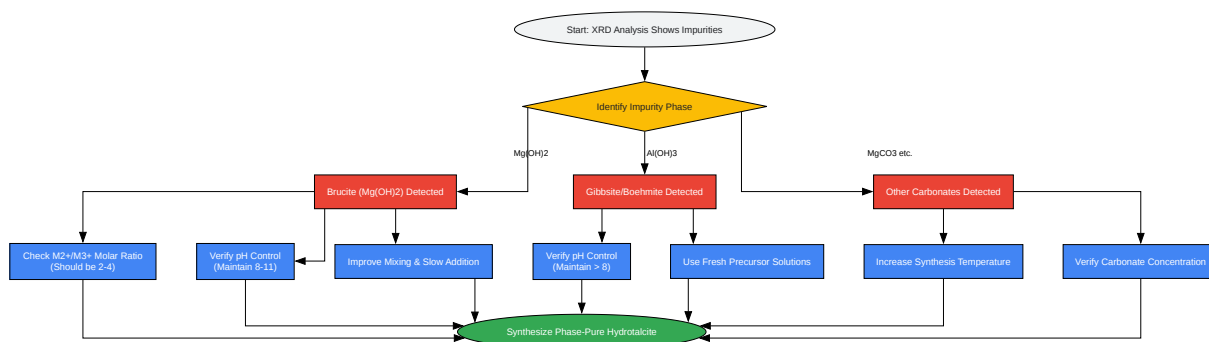 Start: XRD Analysis Shows Impurities
Identify Impurity Phase
Mg(OH)2
Al(OH)3
MgCO3 etc.
Brucite (Mg(OH)2) Detected
Gibbsite/Boehmite Detected
Other Carbonates Detected
Check M2+/M3+ Molar Ratio
(Should be 2-4)
Verify pH Control
(Maintain 8-11)
Improve Mixing & Slow Addition
Verify pH Control
(Maintain > 8)
Use Fresh Precursor Solutions
Increase Synthesis Temperature
Verify Carbonate Concentration
Synthesize Phase-Pure Hydrotalcite